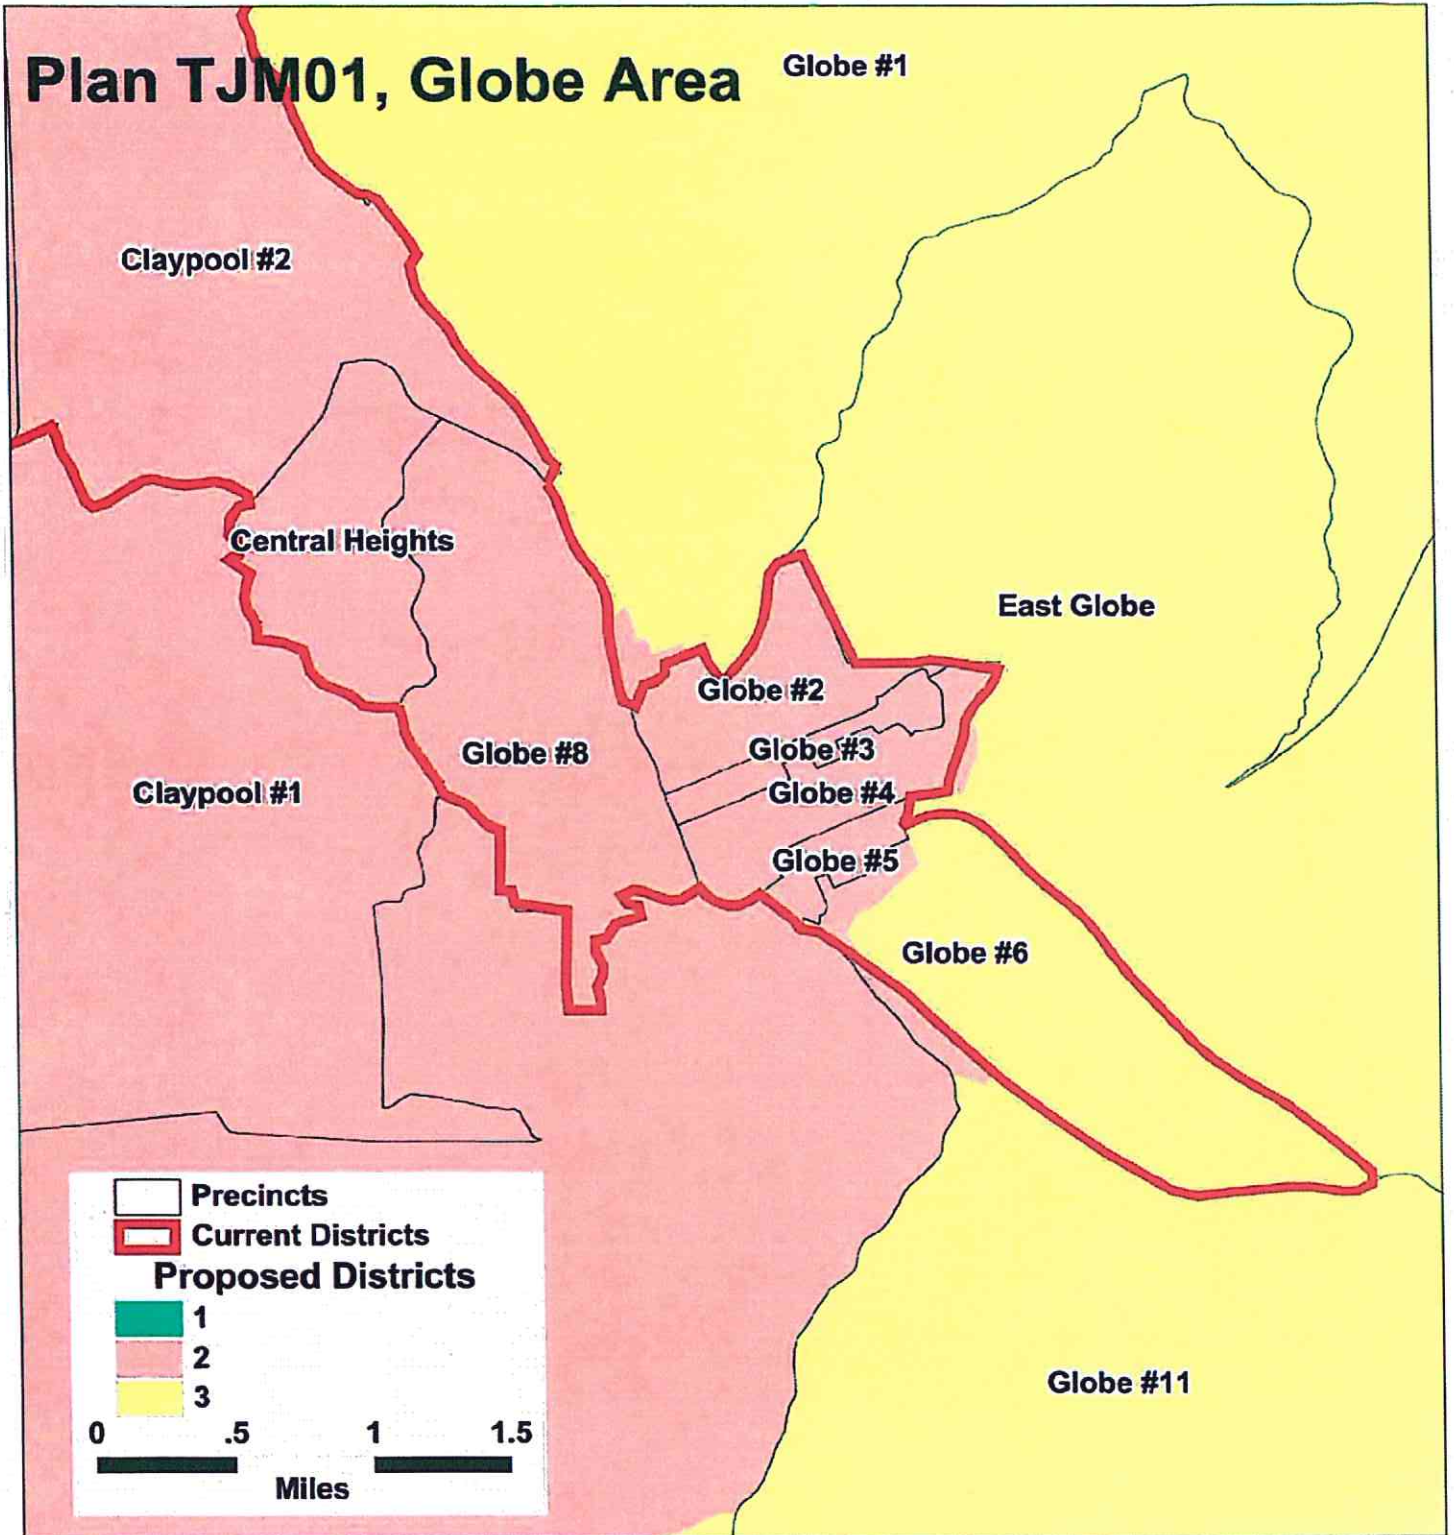 Plan TJM01, Globe Area
Globe #1
Claypool #2
Central Heights
East Globe
Globe #2
Globe #3
Globe #8
Claypool #1
Globe #4
Globe #5
Globe #6
Precincts
Current Districts
Proposed Districts
1
2
3
Globe #11
0 .5 1 1.5
Miles